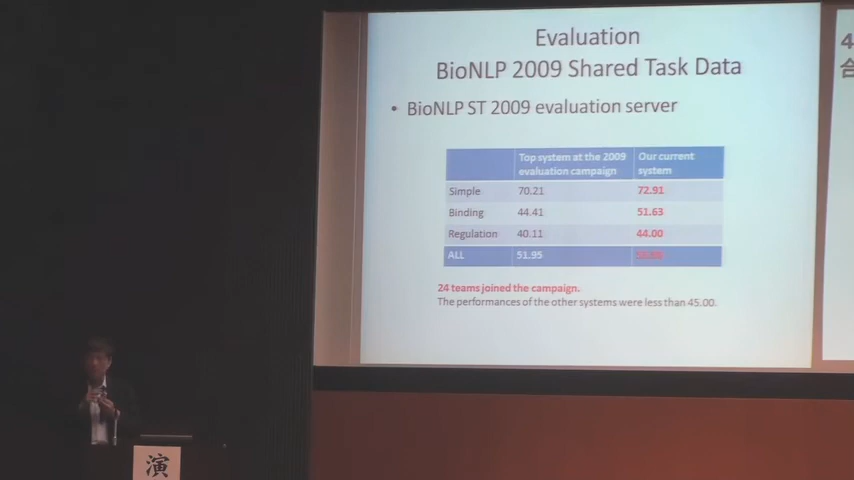 Evaluation
BioNLP 2009 Shared Task Data
• BioNLP ST 2009 evaluation server
Top system at the 2009 evaluation campaign
Our current system
Simple 70.21 72.91
Binding 44.41 51.63
Regulation 40.11 44.00
ALL 51.95
24 teams joined the campaign.
The performances of the other systems were less than 45.00.
4
合
演